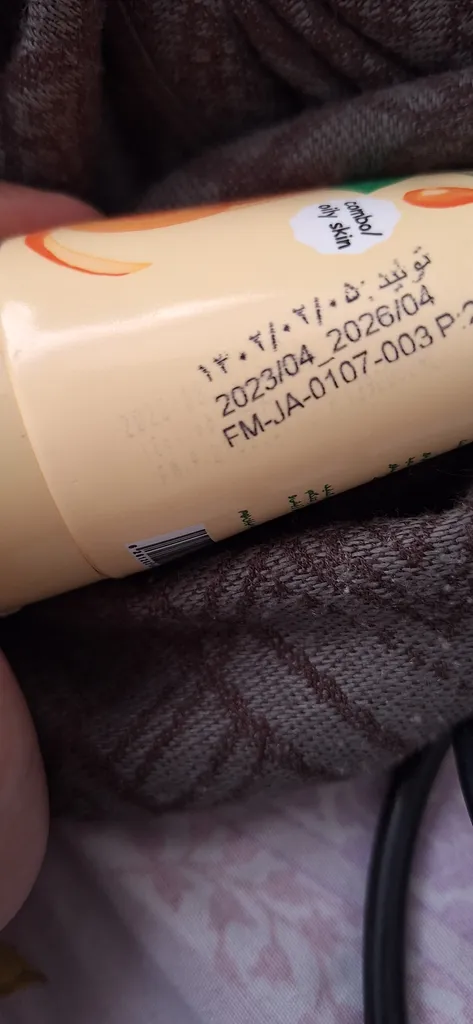 combo/
oily skin
تولید: ۱۴۰۲/۰۲/۰۵
2023/04_2026/04
FM-JA-0107-003 P:2